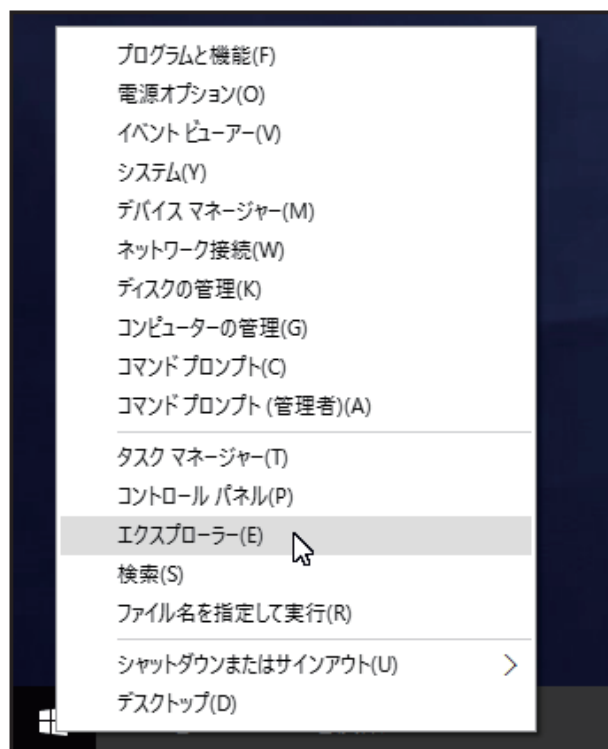 プログラムと機能(F)
電源オプション(O)
イベント ビューアー(V)
システム(Y)
デバイス マネージャー(M)
ネットワーク接続(W)
ディスクの管理(K)
コンピューターの管理(G)
コマンド プロンプト(C)
コマンド プロンプト (管理者)(A)
タスク マネージャー(T)
コントロール パネル(P)
エクスプローラー(E)
検索(S)
ファイル名を指定して実行(R)
シャットダウンまたはサインアウト(U)
デスクトップ(D)